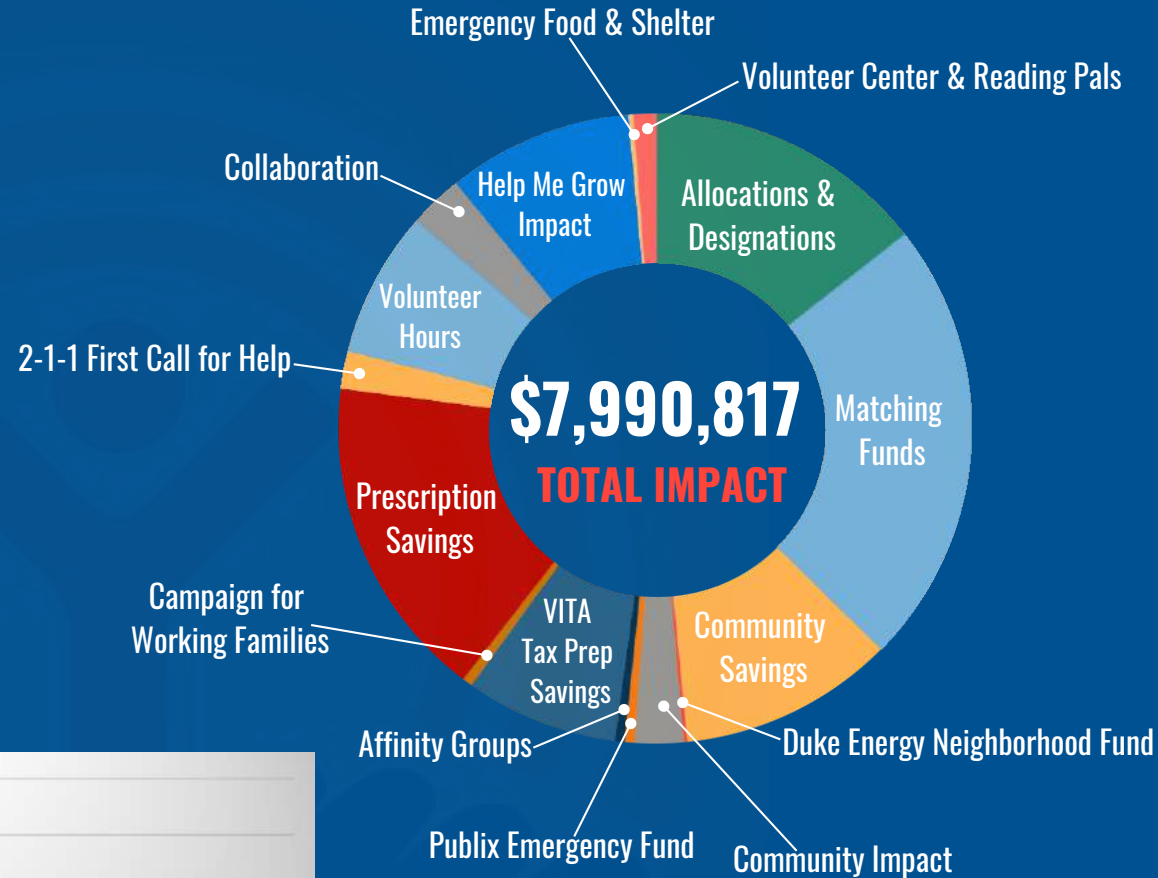 Emergency Food & Shelter
Volunteer Center & Reading Pals
Collaboration
Help Me Grow
Impact
Allocations &
Designations
Volunteer
Hours
2-1-1 First Call for Help
$7,990,817
TOTAL IMPACT
Matching
Funds
Prescription
Savings
Campaign for
Working Families
VITA
Tax Prep
Savings
Community
Savings
Affinity Groups
Duke Energy Neighborhood Fund
Publix Emergency Fund
Community Impact